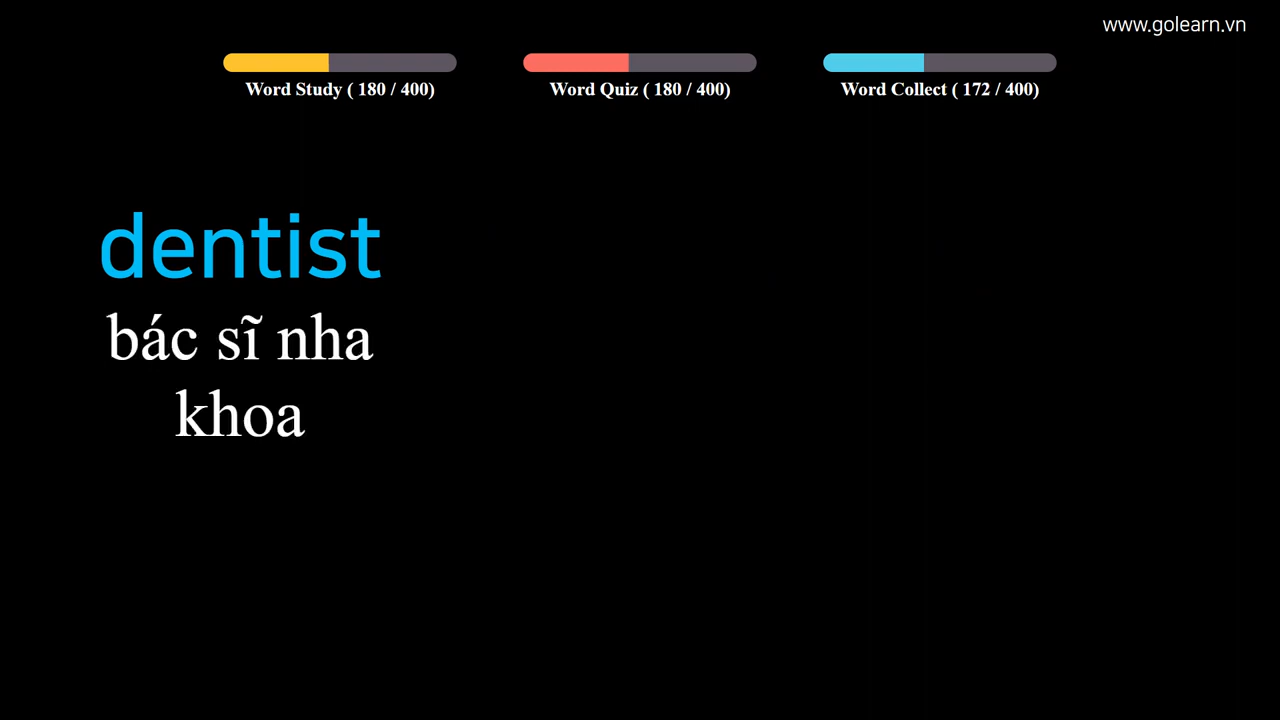 www.golearn.vn
Word Study ( 180 / 400)
Word Quiz ( 180 / 400)
Word Collect ( 172 / 400)
dentist
bác sĩ nha
khoa